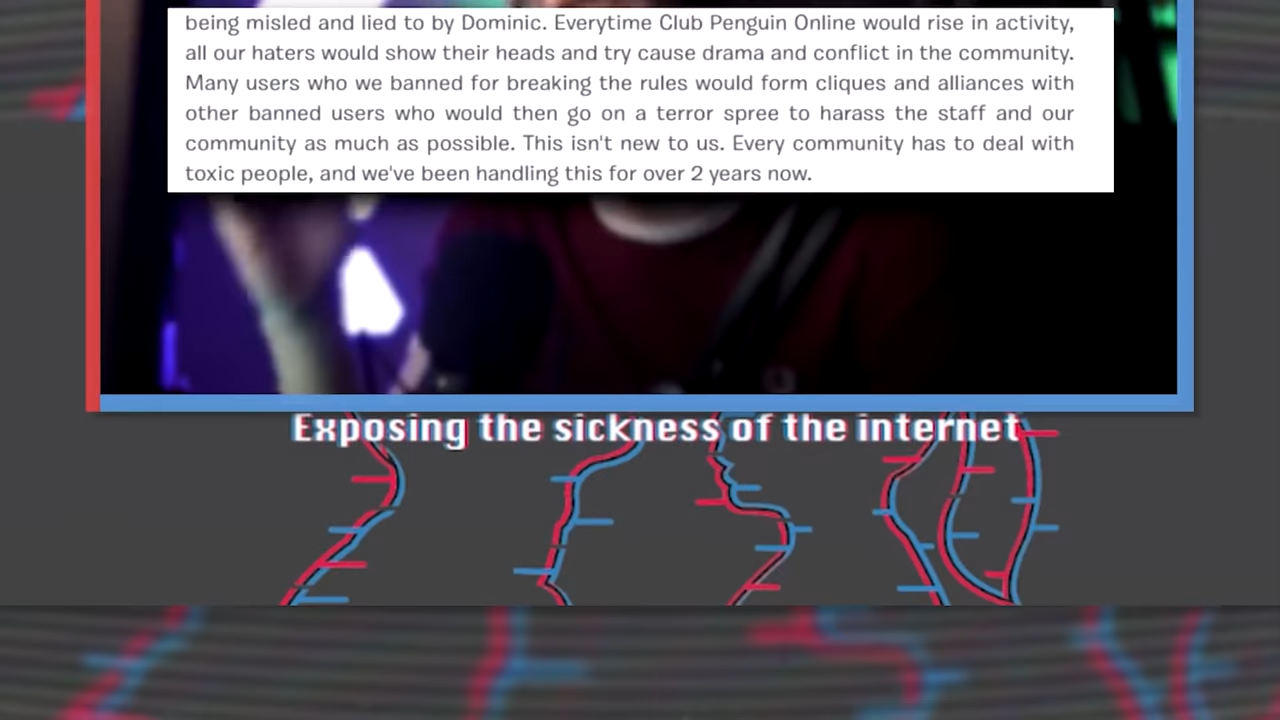 being misled and lied to by Dominic. Everytime Club Penguin Online would rise in activity,
all our haters would show their heads and try cause drama and conflict in the community.
Many users who we banned for breaking the rules would form cliques and alliances with
other banned users who would then go on a terror spree to harass the staff and our
community as much as possible. This isn't new to us. Every community has to deal with
toxic people, and we've been handling this for over 2 years now.
Exposing the sickness of the internet